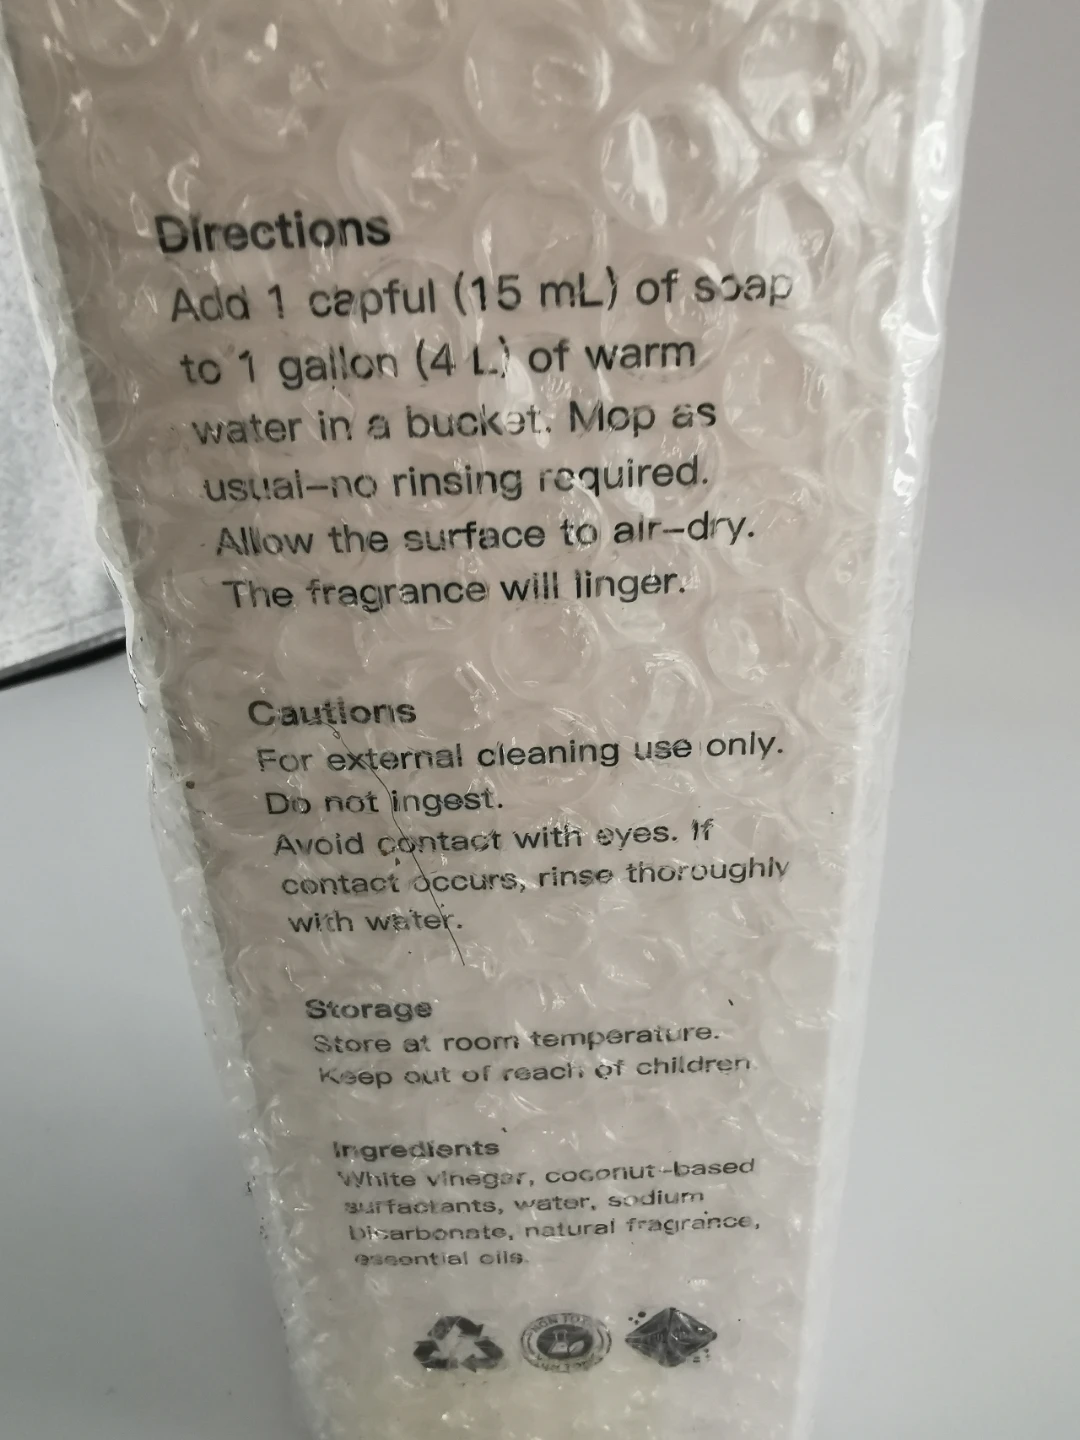 Directions
Add 1 capful (15 mL) of soap
to 1 gallon (4 L) of warm
water in a bucket. Mop as
usual–no rinsing required.
Allow the surface to air–dry.
The fragrance will linger.
Cautions
For external cleaning use only.
Do not ingest.
Avoid contact with eyes. If
contact occurs, rinse thoroughly
with water.
Storage
Store at room temperature.
Keep out of reach of children.
Ingredients
White vinegar, coconut-based
surfactants, water, sodium
bicarbonate, natural fragrance,
essential oils.
NON TOXIC